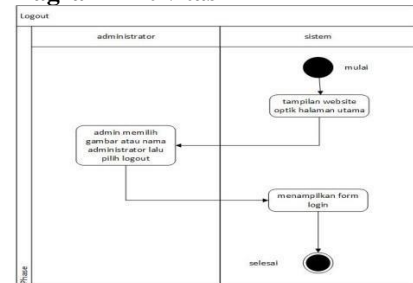 Logout
administrator
sistem
mulai
tampilan website
optik halaman utama
admin memilih
gambar atau nama
administrator lalu
pilih logout
menampilkan form
login
selesai
Phase